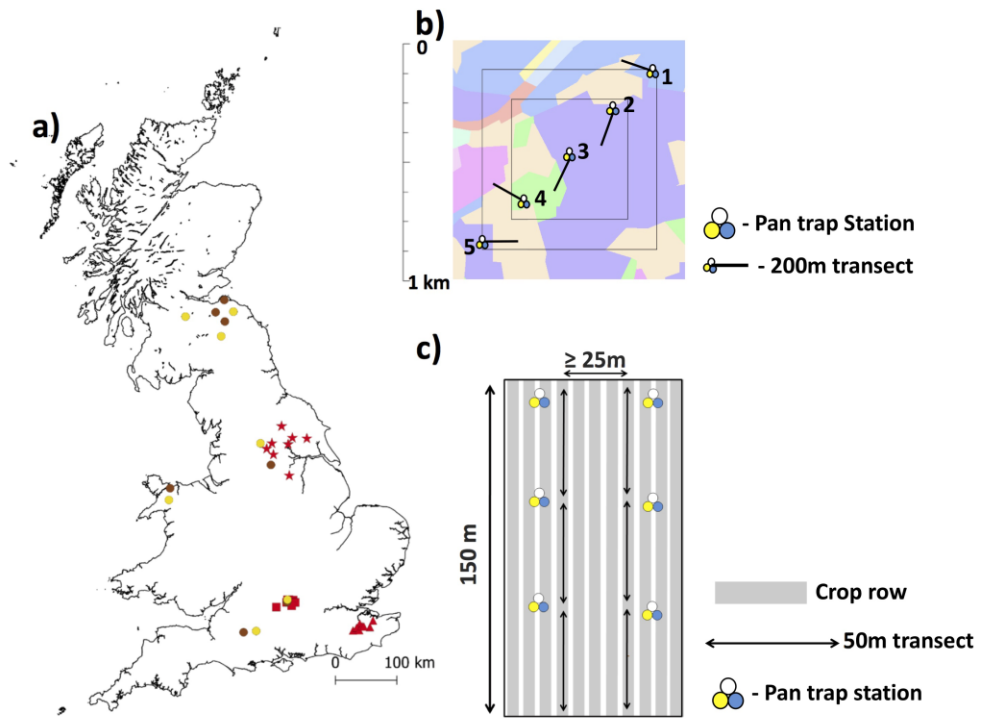 a)
0
100 km
b)
0
1 km
1
2
3
4
5
- Pan trap Station
- 200m transect
c)
≥ 25m
150 m
Crop row
50m transect
- Pan trap station